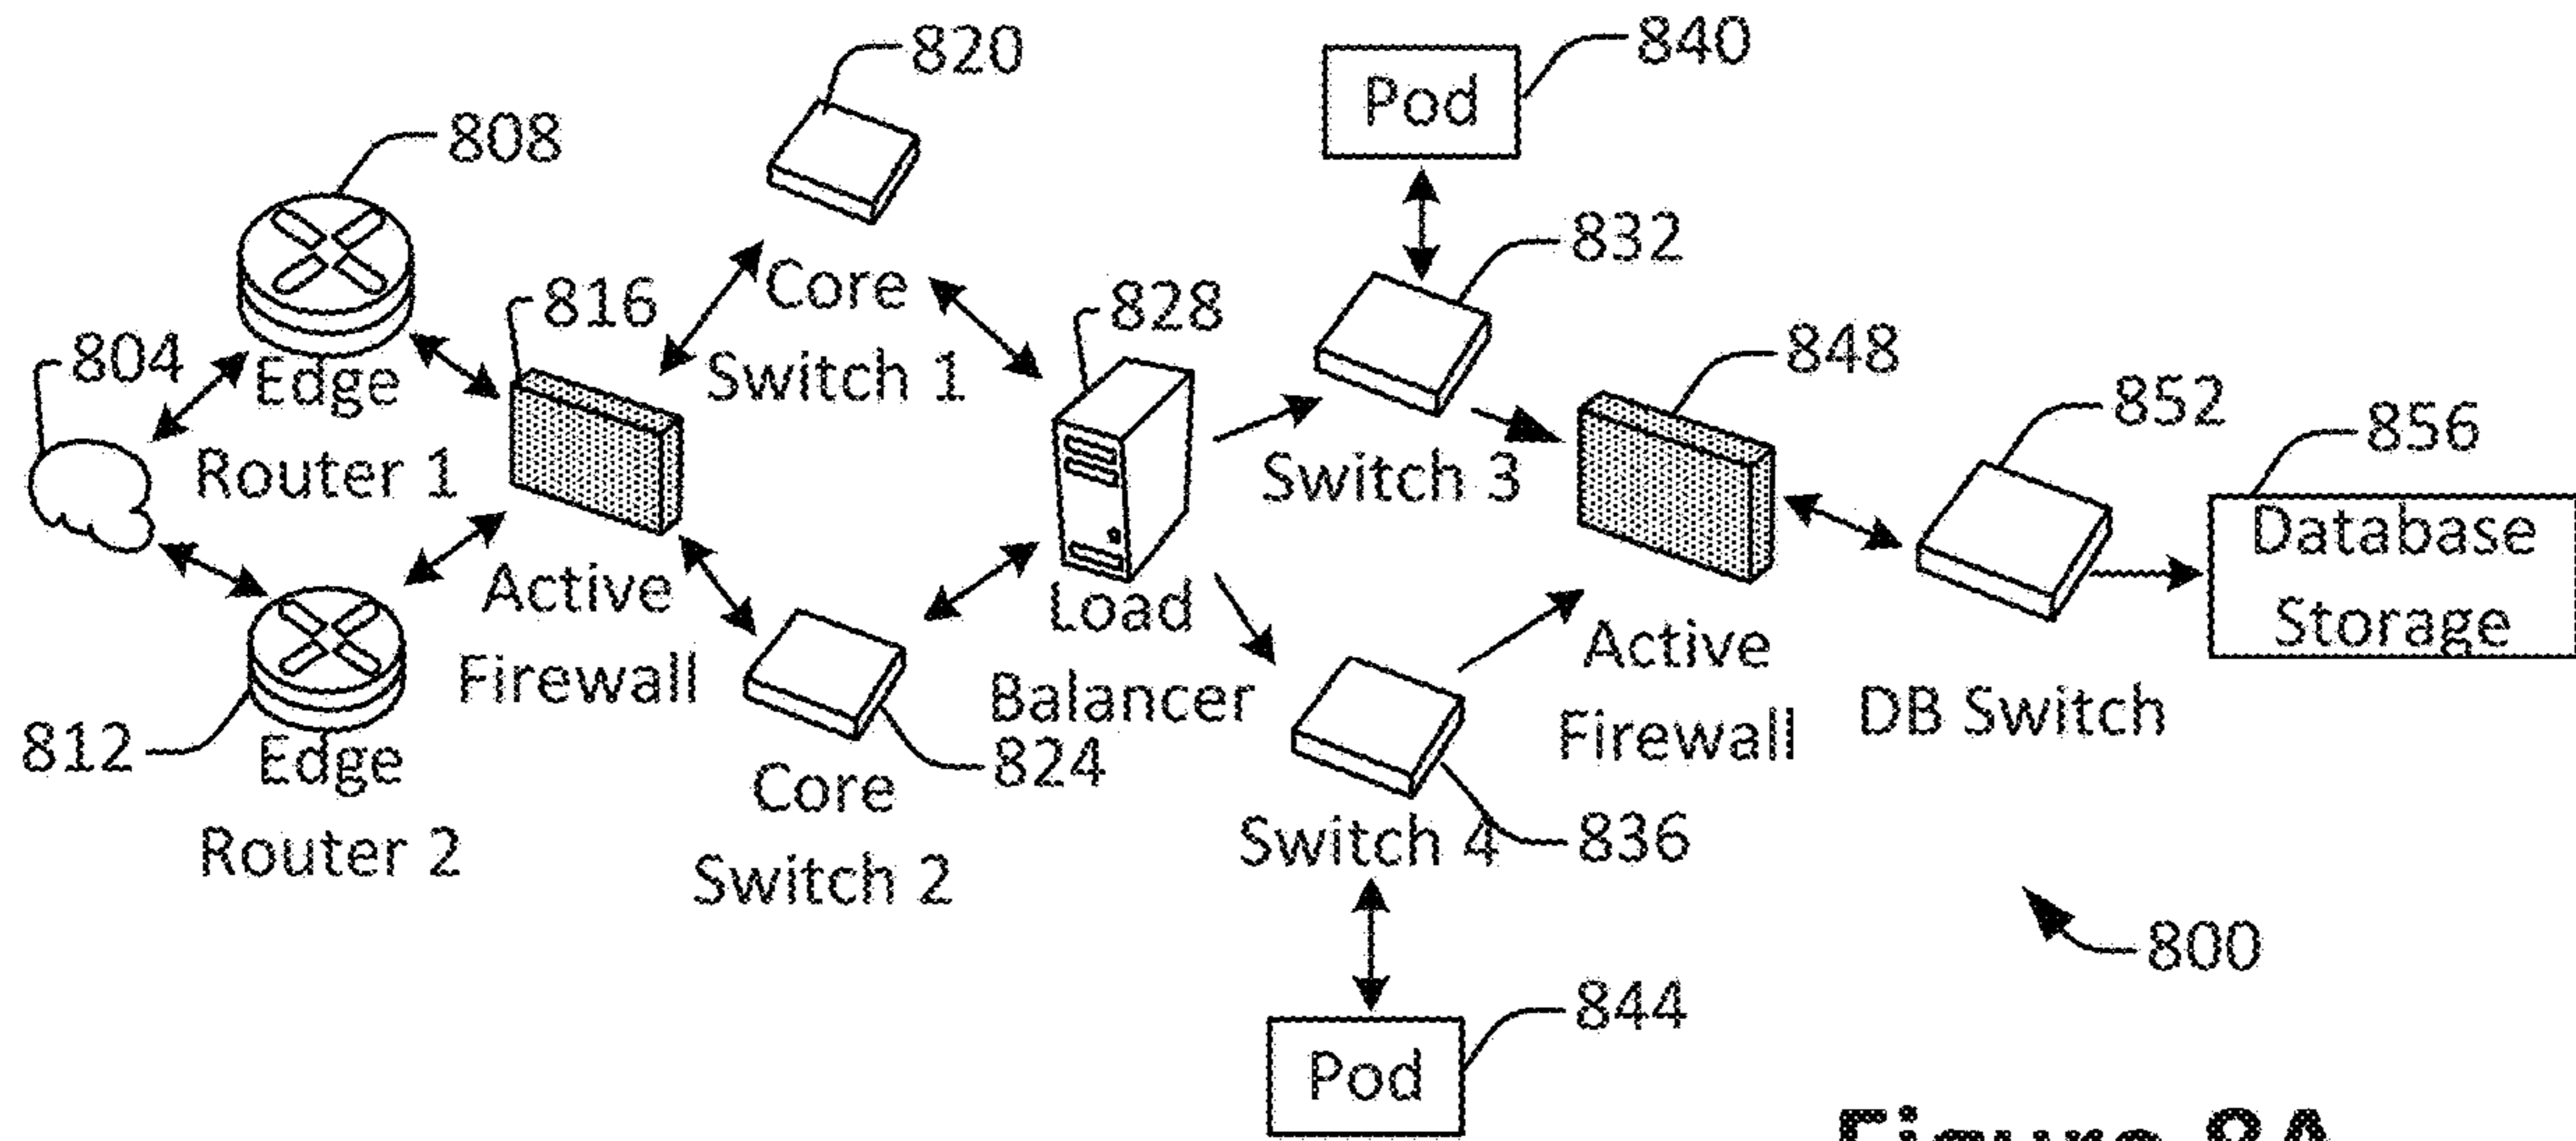 820
840
Pod
808
832
816
Core
828
804
Edge
Switch 1
848
852
856
Router 1
Switch 3
Database
Storage
Active
Firewall
Load
Balancer
Active
Firewall
DB Switch
812
Edge
Router 2
824
Core
Switch 2
Switch 4
836
800
844
Pod
Figure 8A